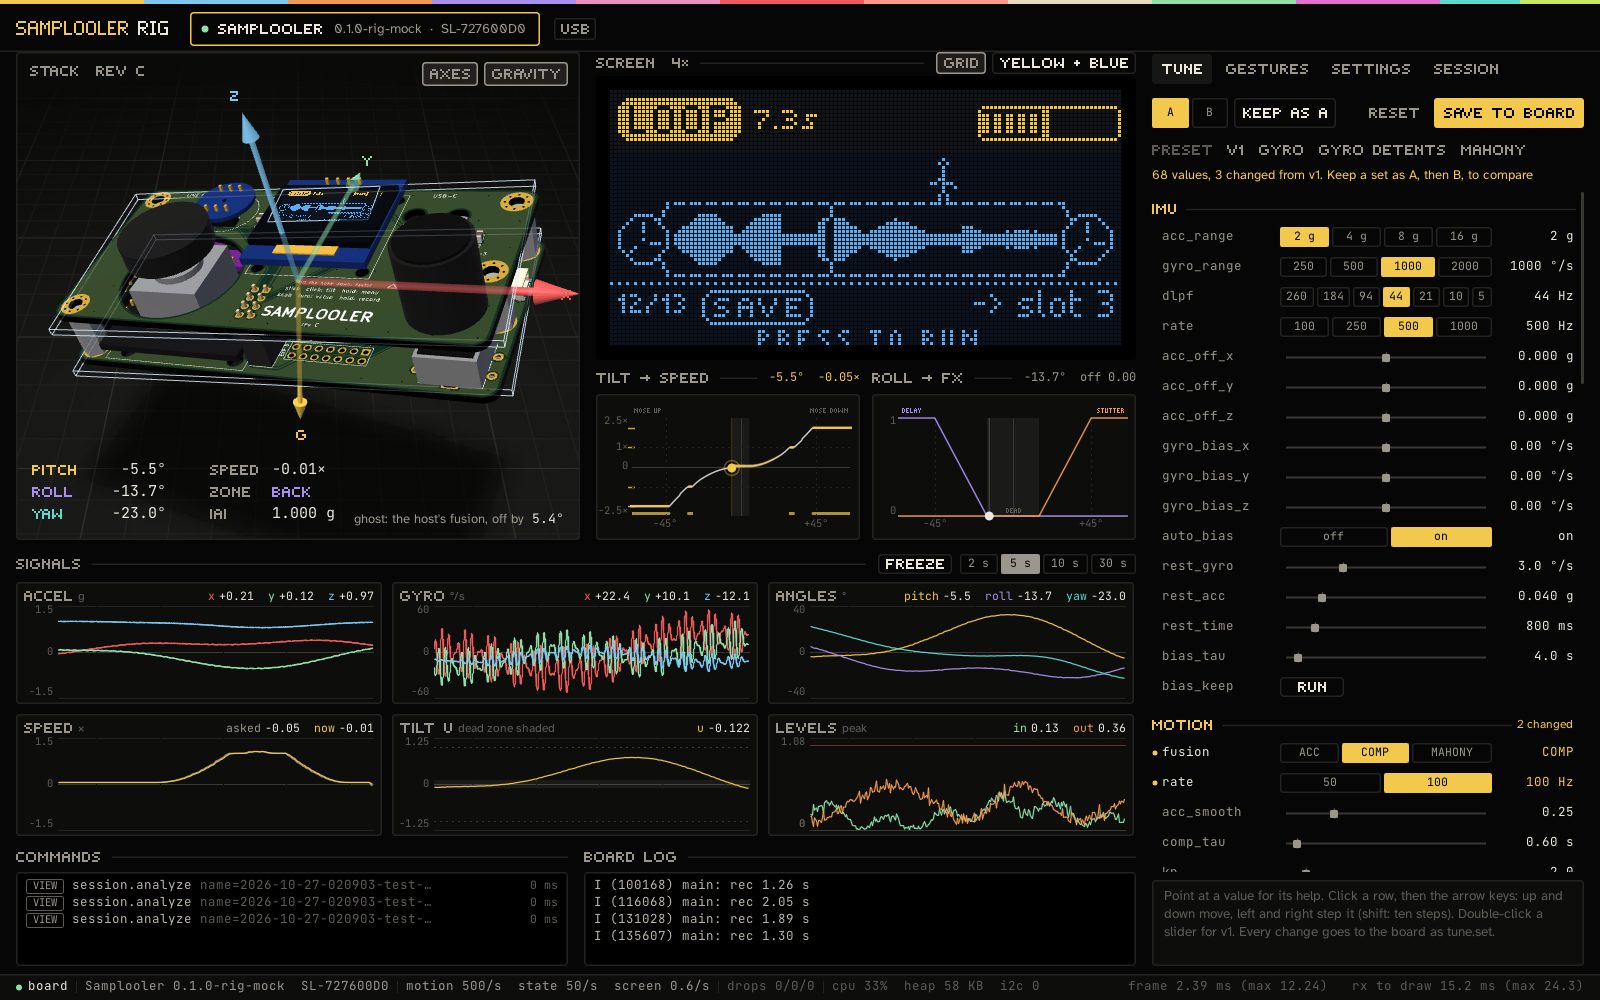 SAMPLOOLER RIG
SAMPLOOLER 0.1.0-rig-mock · SL-727600D0
USB
STACK REV C
AXES GRAVITY
Z
Y
G
USB-C
SAMPLOOLER
PITCH -5.5° SPEED -0.01×
ROLL -13.7° ZONE BACK
YAW -23.0° |A| 1.000 g
ghost: the host's fusion, off by 5.4°
SCREEN 4×
GRID YELLOW + BLUE
LOOP 7.3s
12/13 SAVE -> slot 3
PRESS TO RUN
TILT → SPEED -5.5° -0.05×
NOSE UP NOSE DOWN
2.5×
1×
0
-2.5×
-45° +45°
ROLL → FX -13.7° off 0.00
DELAY STUTTER
1
0
DEAD
-45° +45°
SIGNALS
FREEZE 2 s 5 s 10 s 30 s
ACCEL g x +0.21 y +0.12 z +0.97
1.5
0
-1.5
GYRO °/s x +22.4 y +10.1 z -12.1
60
0
-60
ANGLES ° pitch -5.5 roll -13.7 yaw -23.0
40
0
-40
SPEED × asked -0.05 now -0.01
1.5
0
-1.5
TILT U dead zone shaded u -0.122
1.25
0
-1.25
LEVELS peak in 0.13 out 0.36
1.08
0
COMMANDS
VIEW session.analyze name=2026-10-27-020903-test-… 0 ms
VIEW session.analyze name=2026-10-27-020903-test-… 0 ms
VIEW session.analyze name=2026-10-27-020903-test-… 0 ms
BOARD LOG
I (100168) main: rec 1.26 s
I (116068) main: rec 2.05 s
I (131028) main: rec 1.89 s
I (135607) main: rec 1.30 s
TUNE GESTURES SETTINGS SESSION
A B KEEP AS A RESET SAVE TO BOARD
PRESET V1 GYRO GYRO DETENTS MAHONY
68 values, 3 changed from v1. Keep a set as A, then B, to compare
IMU
acc_range 2 g 4 g 8 g 16 g 2 g
gyro_range 250 500 1000 2000 1000 °/s
dlpf 260 184 94 44 21 10 5 44 Hz
rate 100 250 500 1000 500 Hz
acc_off_x 0.000 g
acc_off_y 0.000 g
acc_off_z 0.000 g
gyro_bias_x 0.00 °/s
gyro_bias_y 0.00 °/s
gyro_bias_z 0.00 °/s
auto_bias off on on
rest_gyro 3.0 °/s
rest_acc 0.040 g
rest_time 800 ms
bias_tau 4.0 s
bias_keep RUN
MOTION 2 changed
fusion ACC COMP MAHONY COMP
rate 50 100 100 Hz
acc_smooth 0.25
comp_tau 0.60 s
kp 2.0
Point at a value for its help. Click a row, then the arrow keys: up and
down move, left and right step it (shift: ten steps). Double-click a
slider for v1. Every change goes to the board as tune.set.
board Samplooler 0.1.0-rig-mock SL-727600D0 motion 500/s state 50/s screen 0.6/s drops 0/0/0 cpu 33% heap 58 KB i2c 0 frame 2.39 ms (max 12.24) rx to draw 15.2 ms (max 24.3)